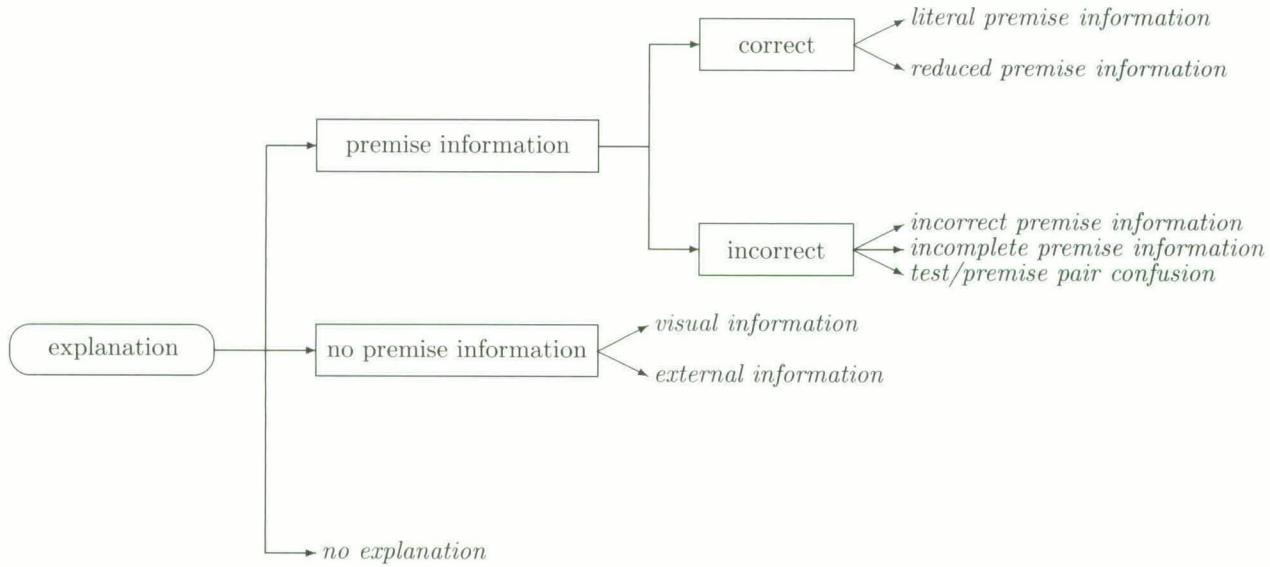 literal premise information
correct
reduced premise information
premise information
incorrect premise information
incorrect
incomplete premise information
test/premise pair confusion
visual information
explanation
no premise information
external information
no explanation